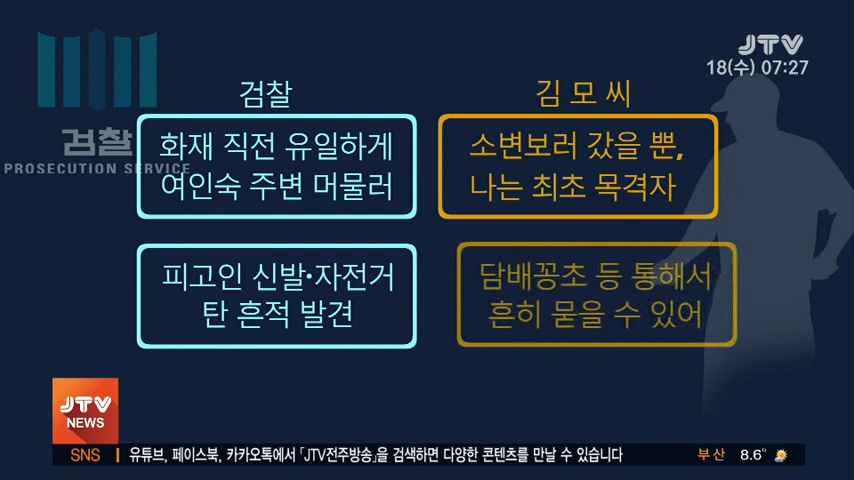 JTV
18(수) 07:27
검찰
PROSECUTION SERVICE
검찰
화재 직전 유일하게
여인숙 주변 머물러
김 모 씨
소변보러 갔을 뿐,
나는 최초 목격자
피고인 신발·자전거
탄 흔적 발견
담배꽁초 등 통해서
흔히 묻을 수 있어
JTV
NEWS
SNS 유튜브, 페이스북, 카카오톡에서 「JTV전주방송」을 검색하면 다양한 콘텐츠를 만날 수 있습니다 부산 8.6°